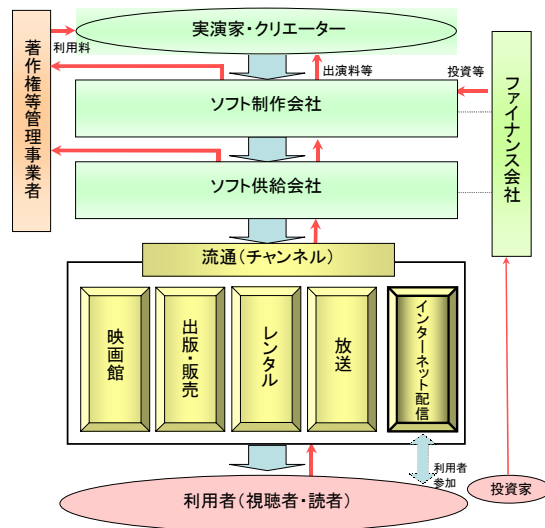 実演家・クリエーター
利用料
著作権等管理事業者
出演料等
投資等
ソフト制作会社
ファイナンス会社
ソフト供給会社
流通(チャンネル)
映画館
出版・販売
レンタル
放送
インターネット配信
利用者
参加
利用者(視聴者・読者)
投資家